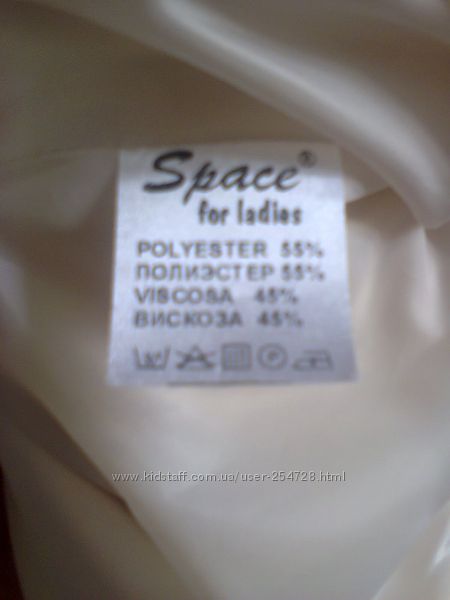 Space®
for ladies
POLYESTER 55%
ПОЛИЭСТЕР 55%
VISCOSA 45%
ВИСКОЗА 45%
www.kidstaff.com.ua/user-254728.html